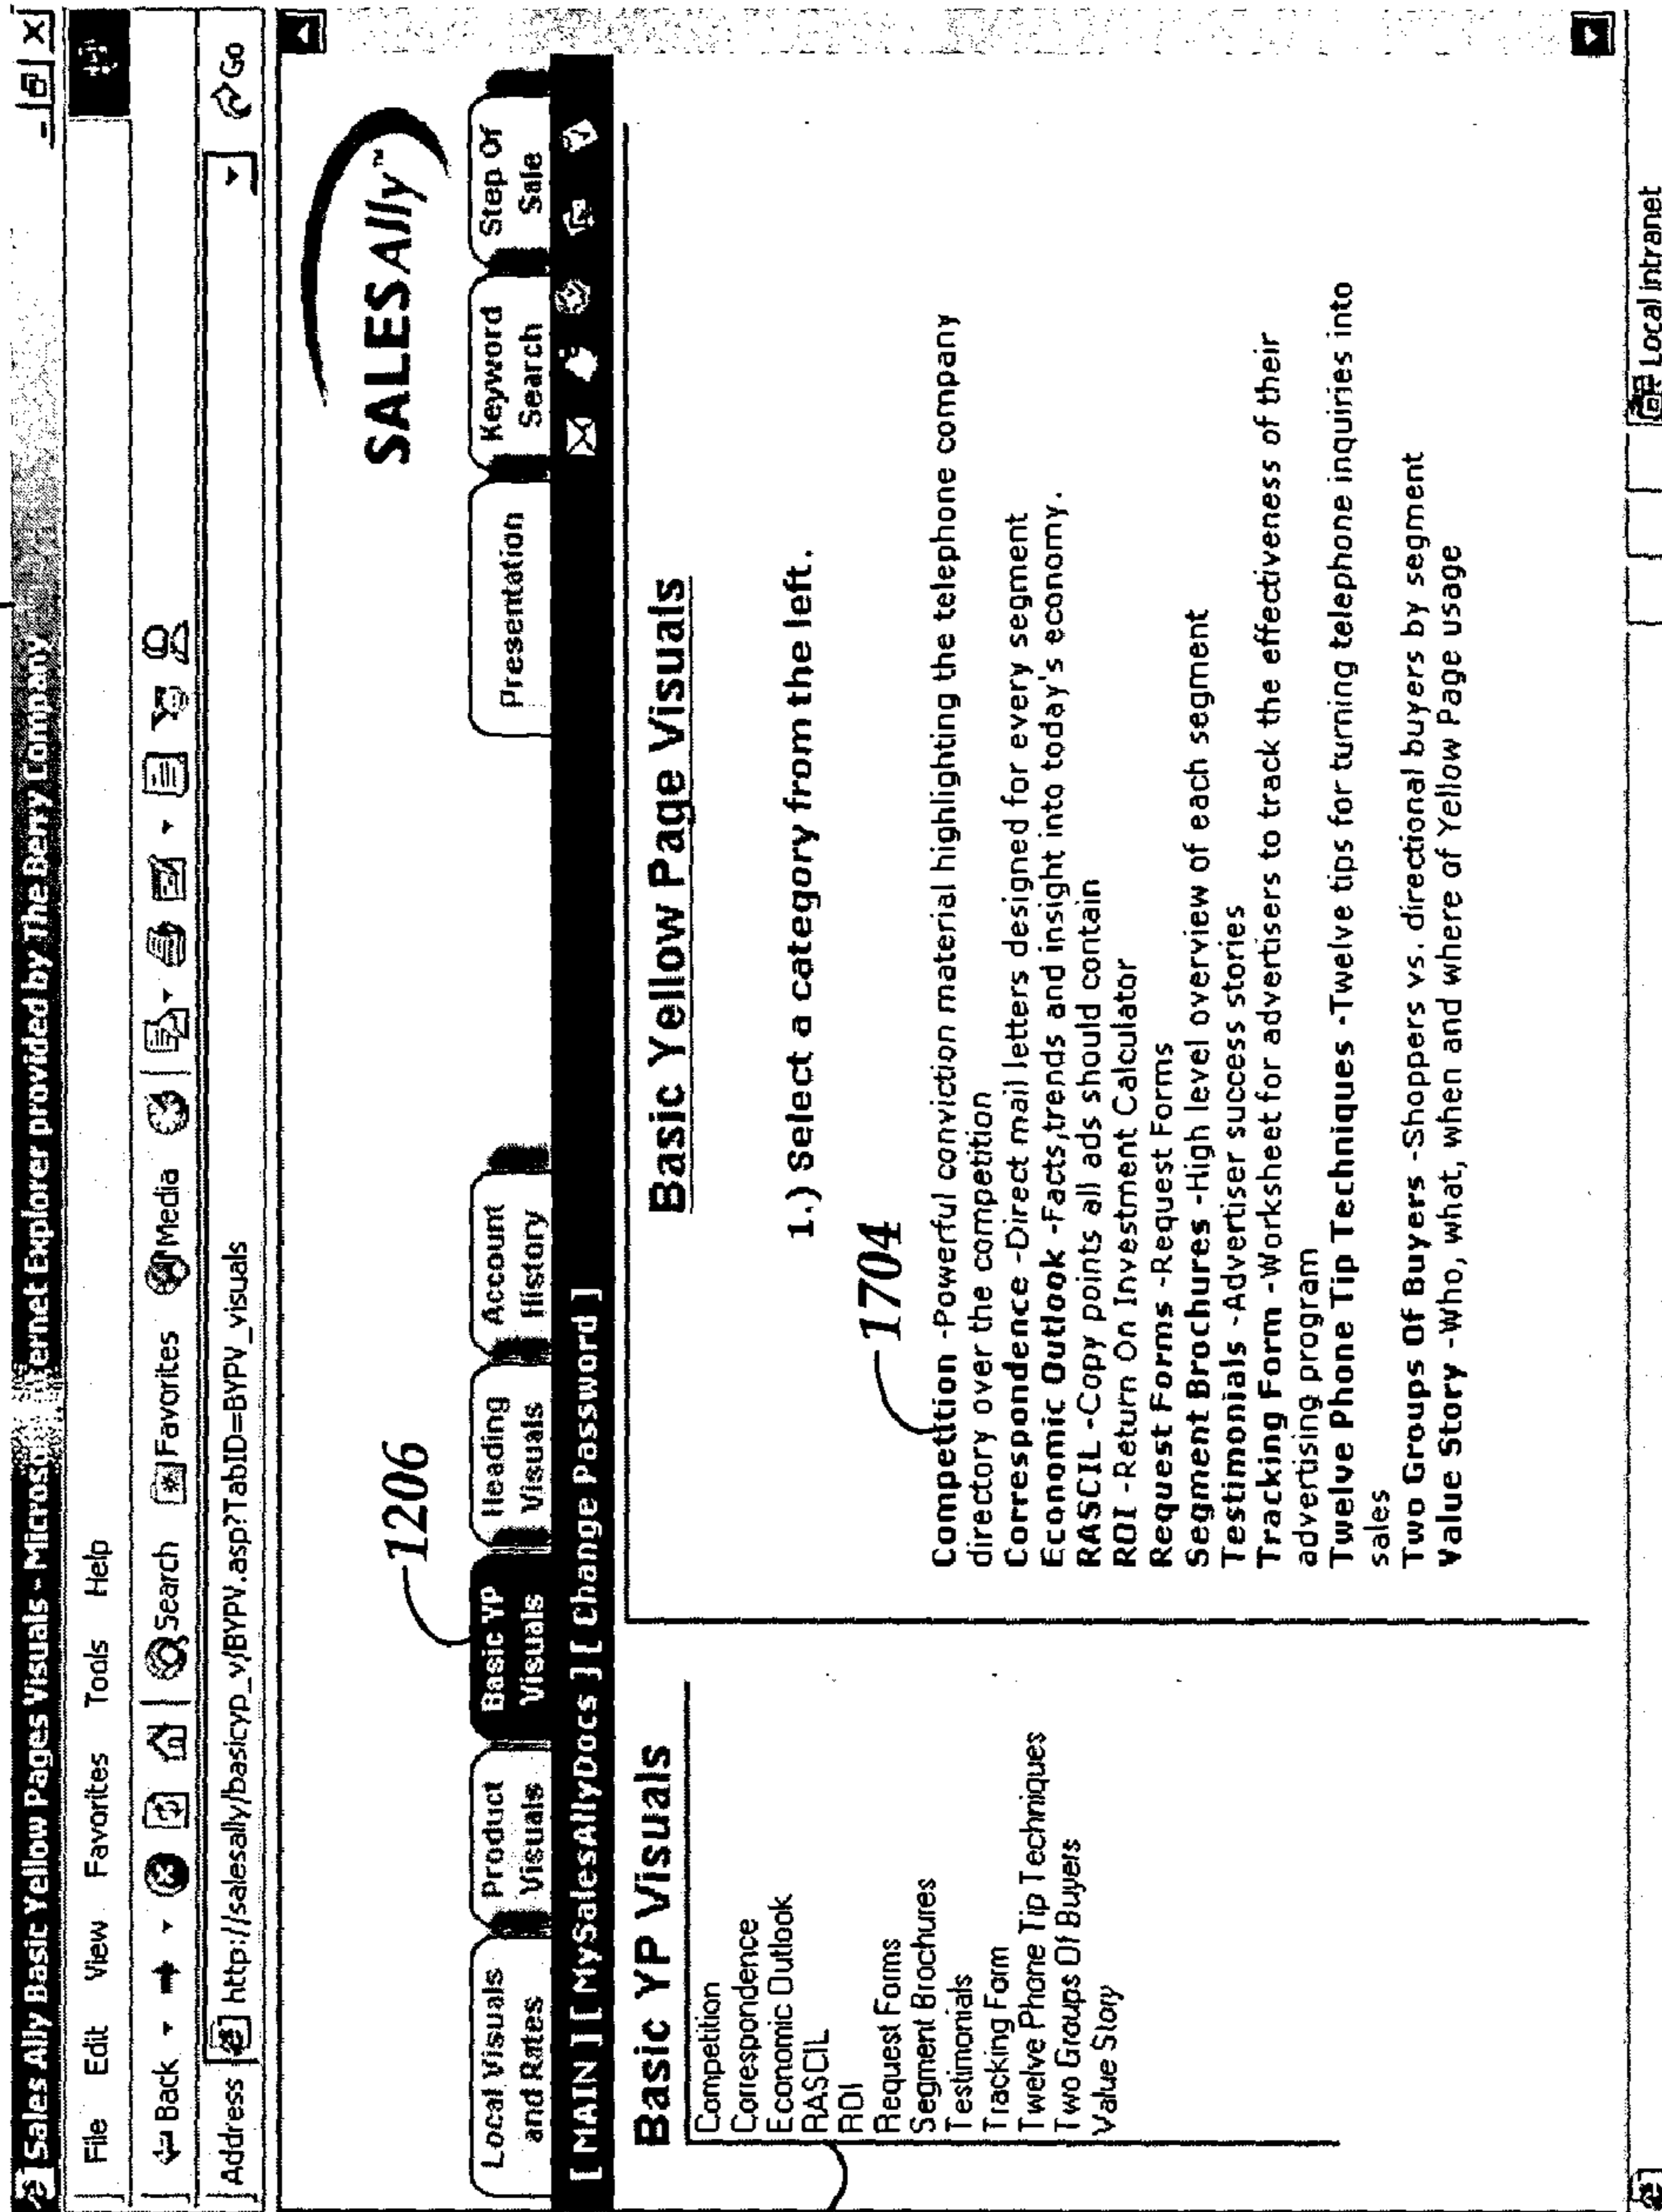 Sales Ally Basic Yellow Pages Visuals - Microsoft Internet Explorer provided by The Berry Company
File Edit View Favorites Tools Help
Back Search Favorites Media
Address http://salesally/basicyp_v/BYPV.asp?TabID=BYPV_visuals Go
SALESAlly™
1206
Local Visuals and Rates
Product Visuals
Basic YP Visuals
Heading Visuals
Account History
Presentation
Keyword Search
Step Of Sale
[ MAIN ] [ MySalesAllyDocs ] [ Change Password ]
Basic YP Visuals
Competition
Correspondence
Economic Outlook
RASCIL
ROI
Request Forms
Segment Brochures
Testimonials
Tracking Form
Twelve Phone Tip Techniques
Two Groups Of Buyers
Value Story
Basic Yellow Page Visuals
1.) Select a category from the left.
1704
Competition -Powerful conviction material highlighting the telephone company
directory over the competition
Correspondence -Direct mail letters designed for every segment
Economic Outlook -Facts,trends and insight into today's economy.
RASCIL -Copy points all ads should contain
ROI -Return On Investment Calculator
Request Forms -Request Forms
Segment Brochures -High level overview of each segment
Testimonials -Advertiser success stories
Tracking Form -Worksheet for advertisers to track the effectiveness of their
advertising program
Twelve Phone Tip Techniques -Twelve tips for turning telephone inquiries into
sales
Two Groups Of Buyers -Shoppers vs. directional buyers by segment
Value Story -Who, what, when and where of Yellow Page usage
Local intranet